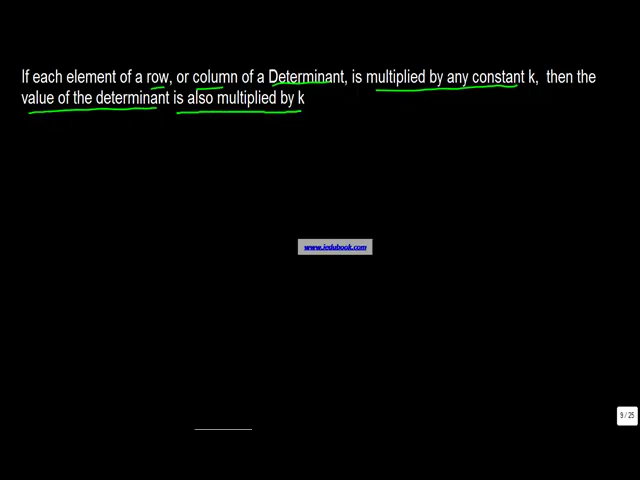 If each element of a row, or column of a Determinant, is multiplied by any constant k,  then the
value of the determinant is also multiplied by k
www.iedubook.com
9 / 25